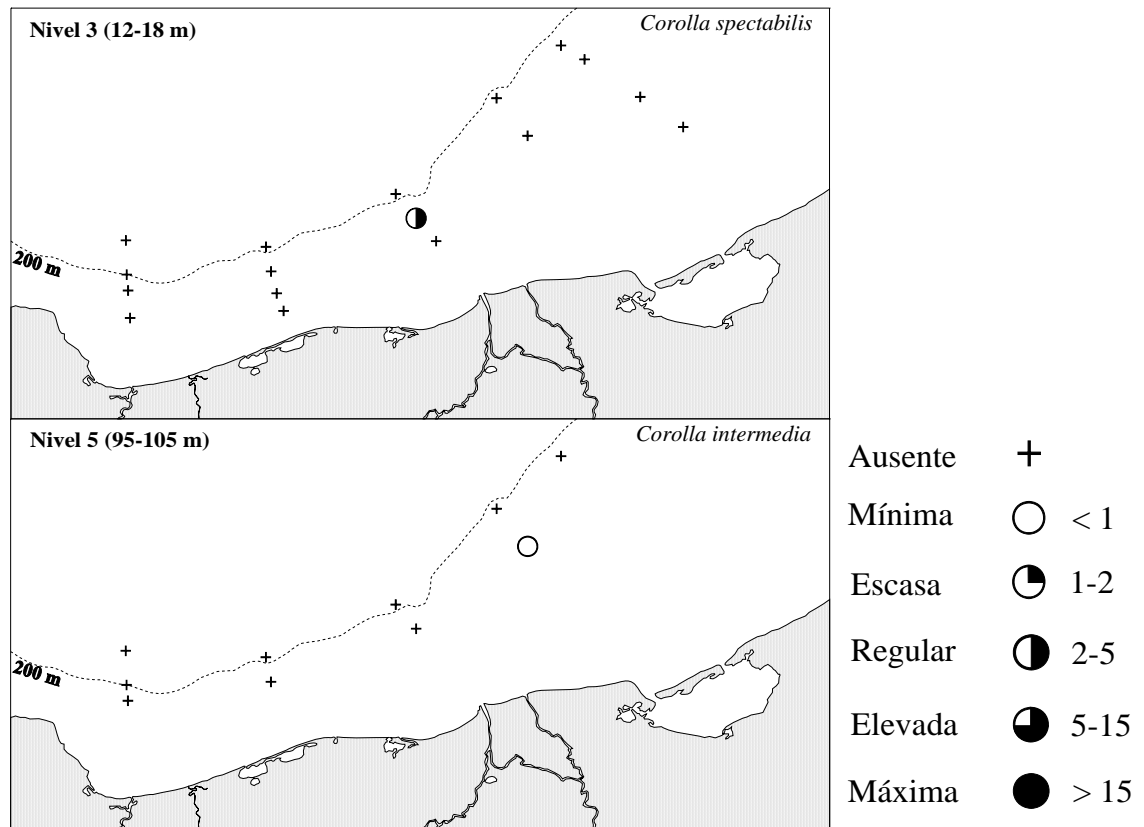 Nivel 3 (12-18 m)
Corolla spectabilis
200 m
Nivel 5 (95-105 m)
Corolla intermedia
200 m
Ausente +
Mínima < 1
Escasa 1-2
Regular 2-5
Elevada 5-15
Máxima > 15